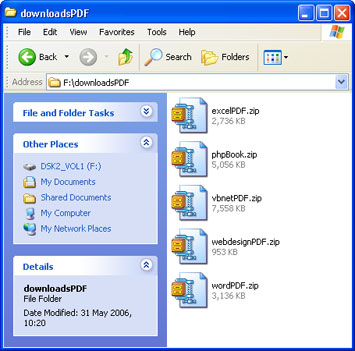 downloadsPDF
File Edit View Favorites Tools Help
Back Search Folders
Address F:\downloadsPDF
File and Folder Tasks
Other Places
DSK2_VOL1 (F:)
My Documents
Shared Documents
My Computer
My Network Places
Details
downloadsPDF
File Folder
Date Modified: 31 May 2006,
10:20
excelPDF.zip
2,736 KB
phpBook.zip
5,056 KB
vbnetPDF.zip
7,558 KB
webdesignPDF.zip
953 KB
wordPDF.zip
3,136 KB